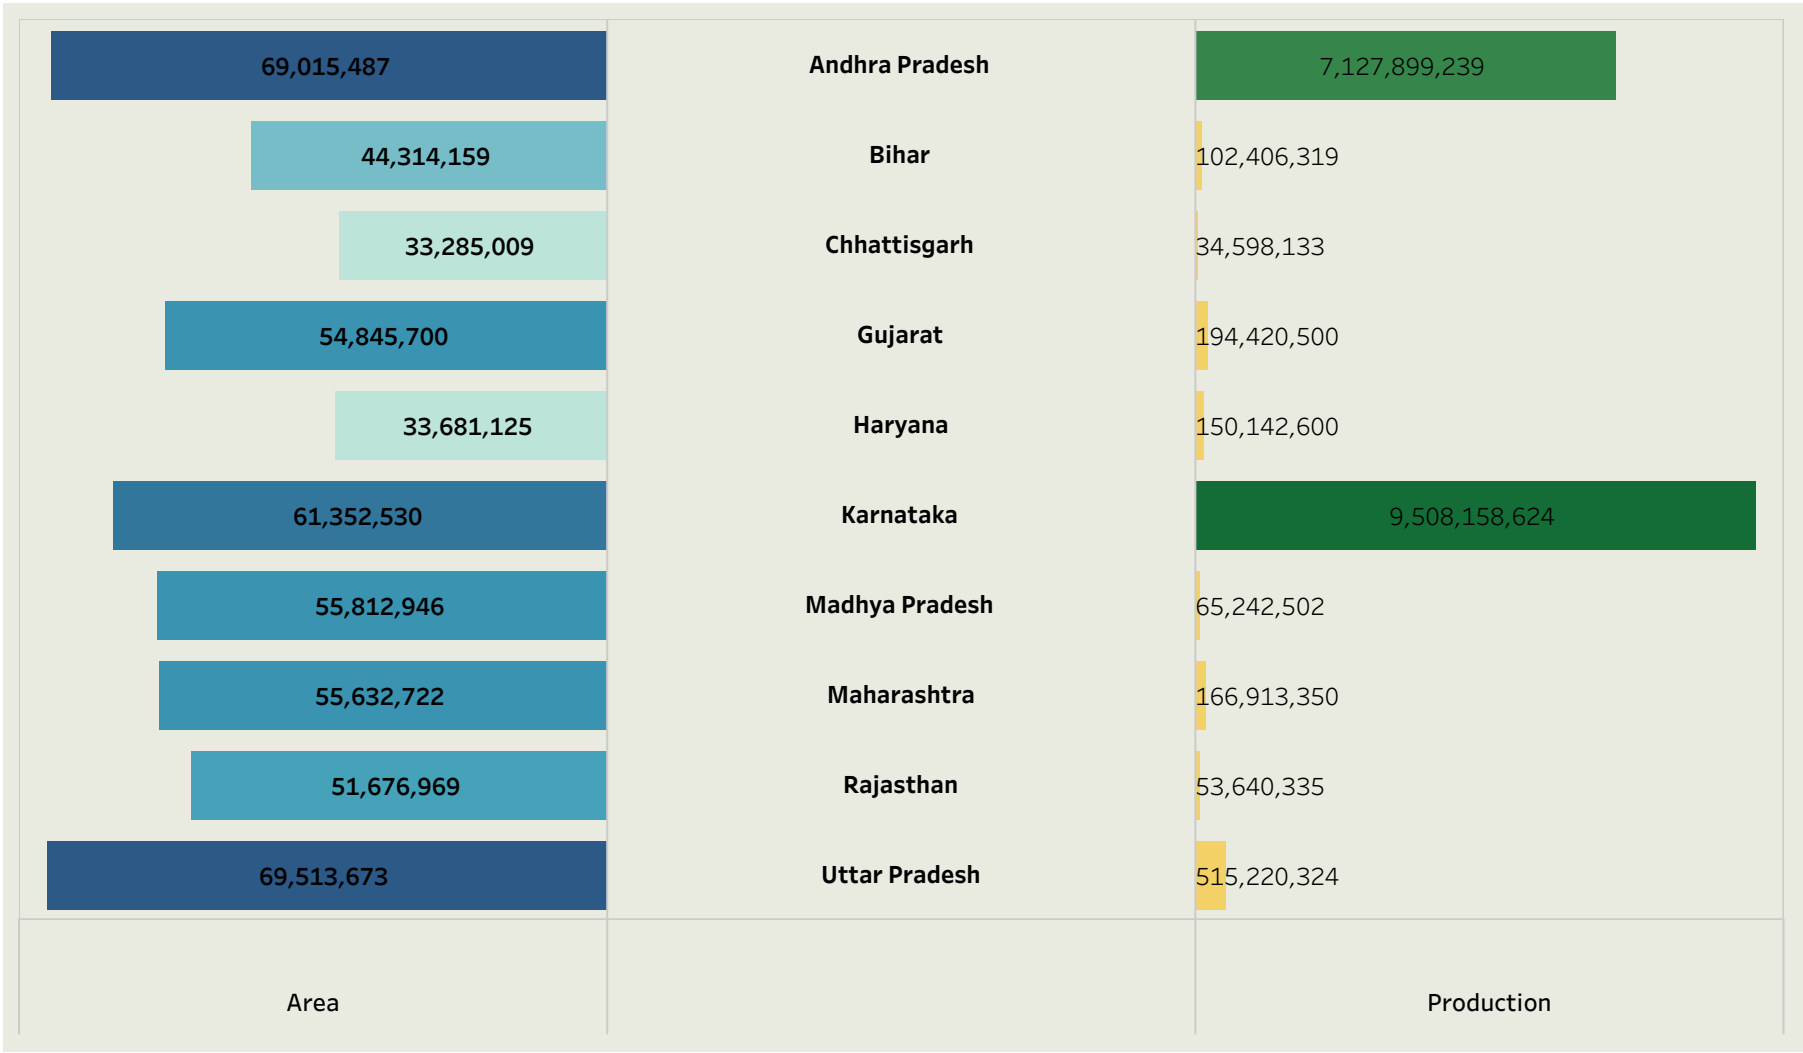 69,015,487 Andhra Pradesh 7,127,899,239
44,314,159 Bihar 102,406,319
33,285,009 Chhattisgarh 34,598,133
54,845,700 Gujarat 194,420,500
33,681,125 Haryana 150,142,600
61,352,530 Karnataka 9,508,158,624
55,812,946 Madhya Pradesh 65,242,502
55,632,722 Maharashtra 166,913,350
51,676,969 Rajasthan 53,640,335
69,513,673 Uttar Pradesh 515,220,324
Area Production